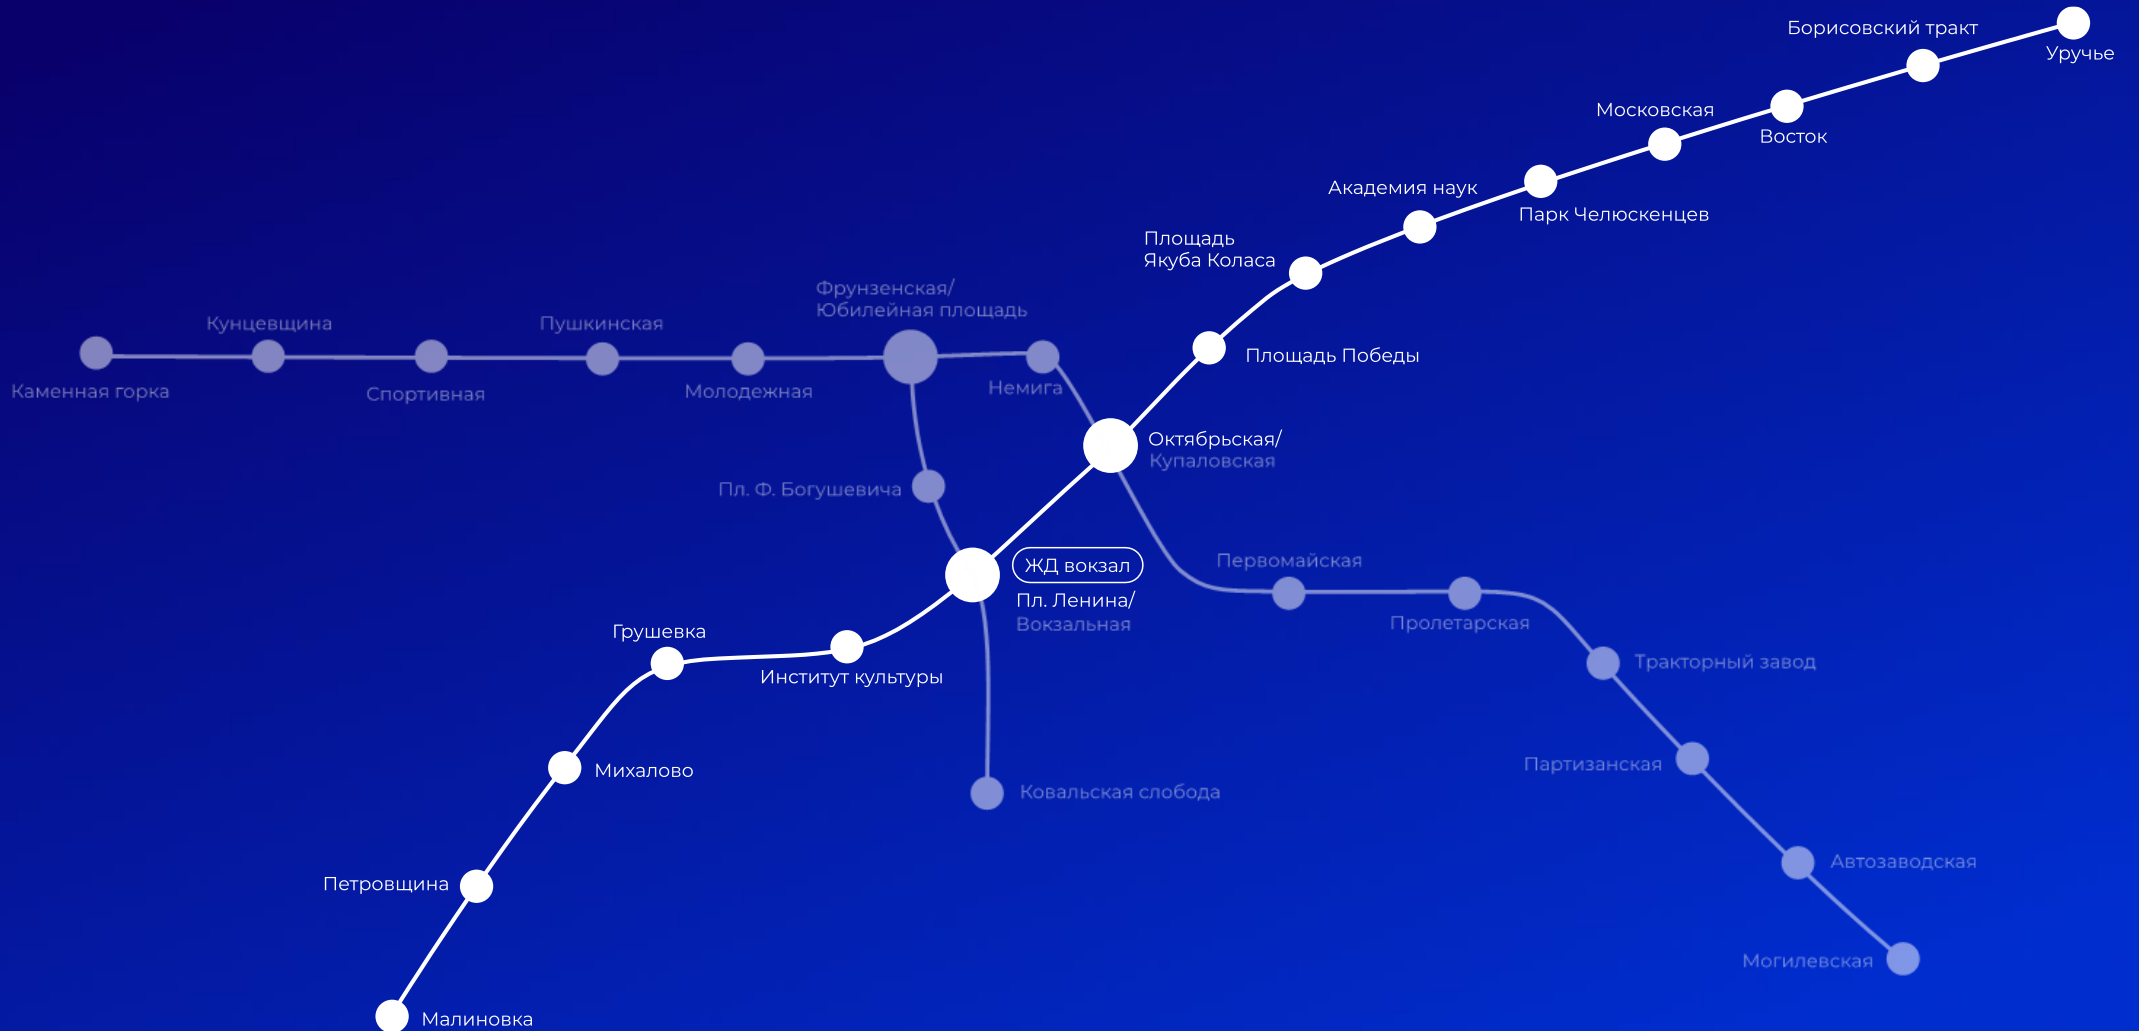 Борисовский тракт
Уручье
Московская
Восток
Академия наук
Парк Челюскенцев
Площадь
Якуба Коласа
Фрунзенская/
Юбилейная площадь
Кунцевщина
Пушкинская
Площадь Победы
Каменная горка
Спортивная
Молодежная
Немига
Октябрьская/
Купаловская
Пл. Ф. Богушевича
ЖД вокзал
Пл. Ленина/
Вокзальная
Первомайская
Пролетарская
Грушевка
Институт культуры
Тракторный завод
Михалово
Партизанская
Ковальская слобода
Петровщина
Автозаводская
Могилевская
Малиновка